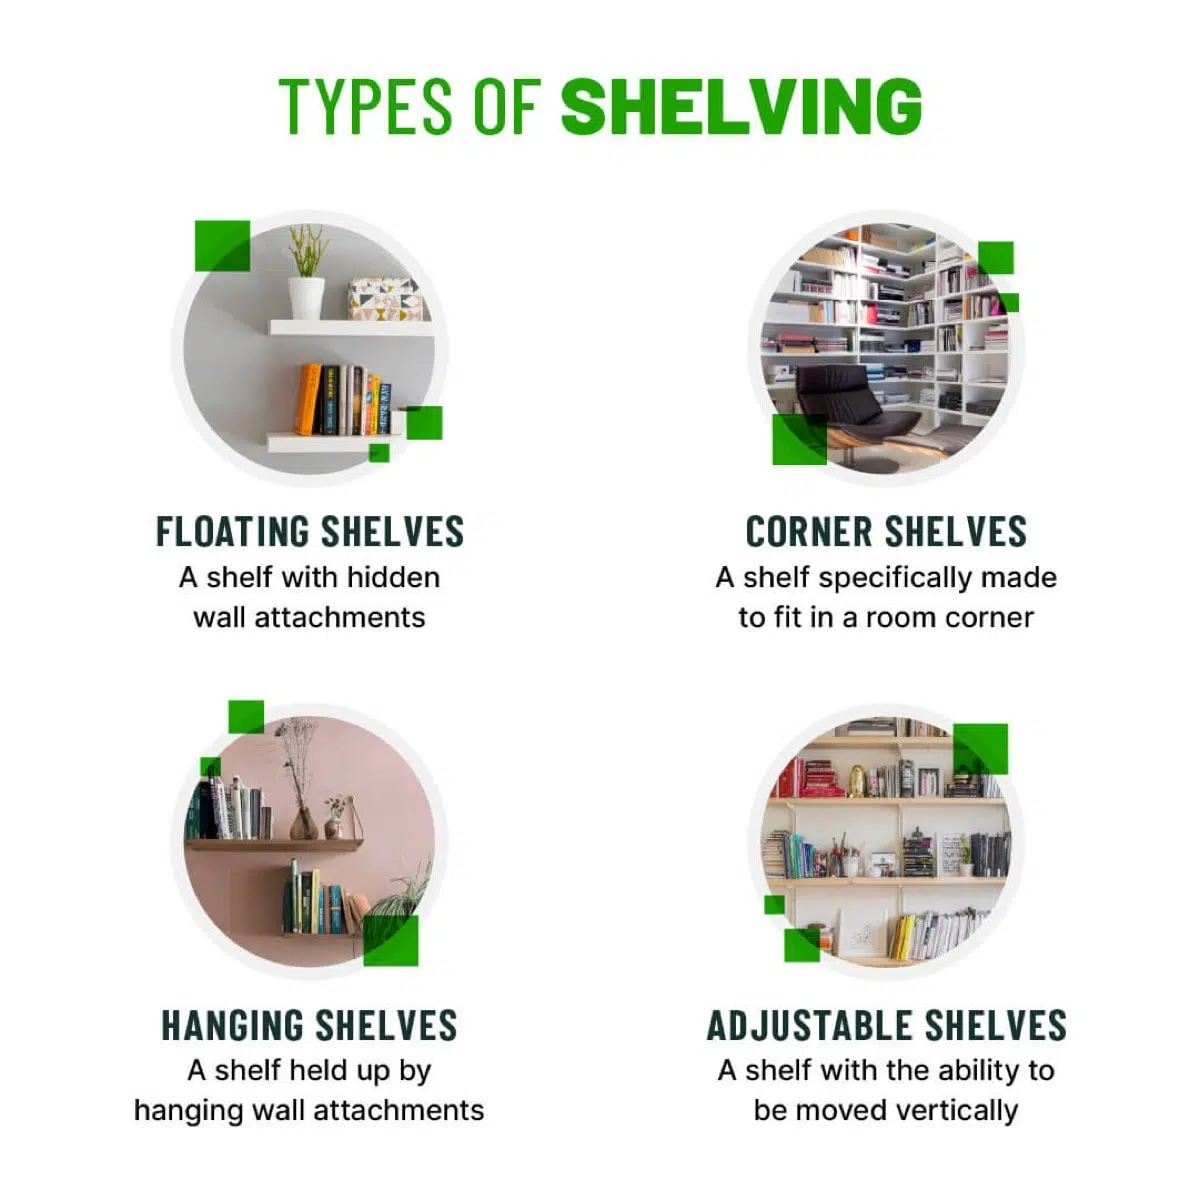 TYPES OF SHELVING
FLOATING SHELVES
A shelf with hidden
wall attachments
CORNER SHELVES
A shelf specifically made
to fit in a room corner
HANGING SHELVES
A shelf held up by
hanging wall attachments
ADJUSTABLE SHELVES
A shelf with the ability to
be moved vertically